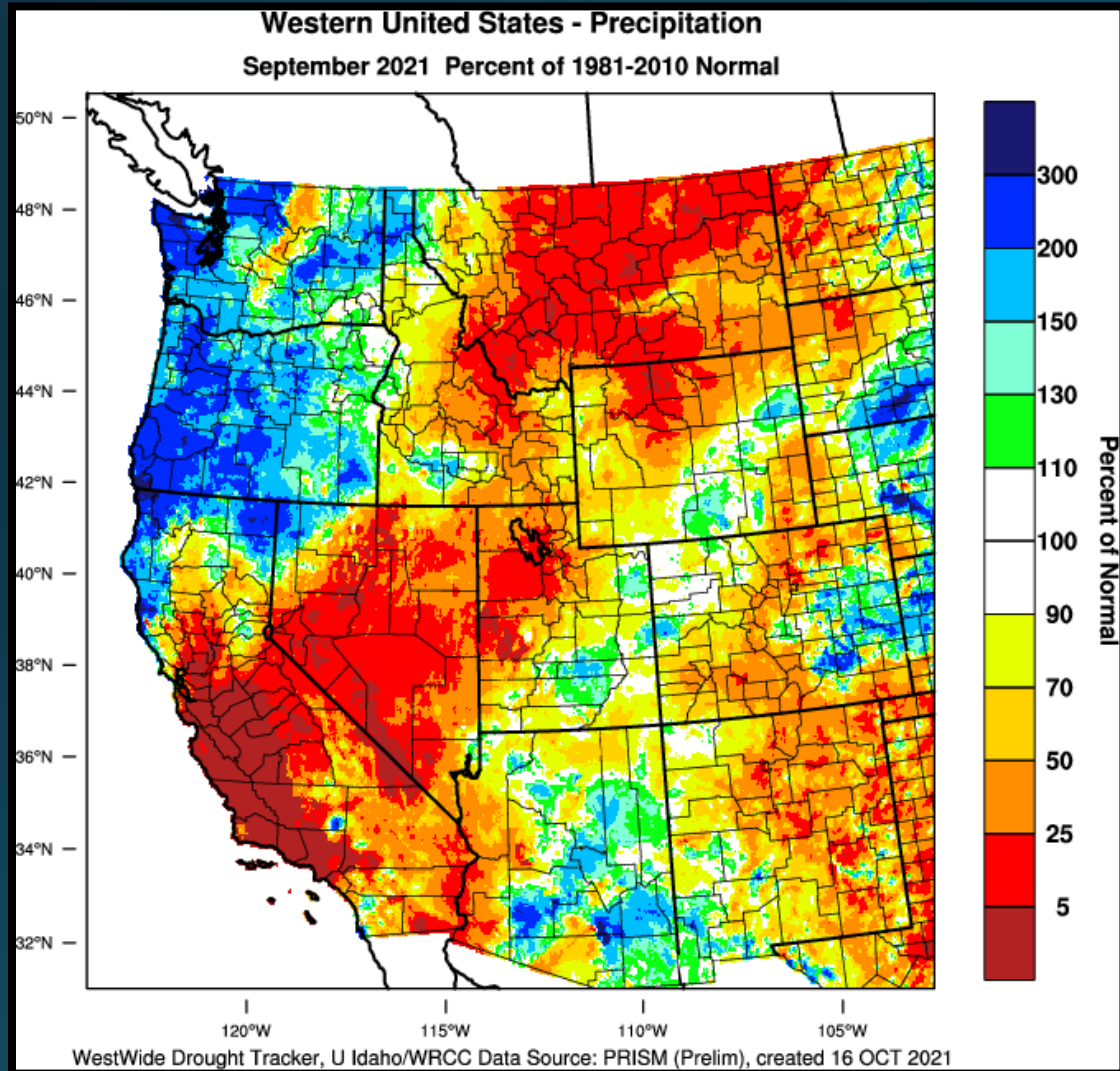 Western United States - Precipitation
September 2021 Percent of 1981-2010 Normal
50°N
48°N
46°N
44°N
42°N
40°N
38°N
36°N
34°N
32°N
120°W
115°W
110°W
105°W
300
200
150
130
110
100
90
70
50
25
5
Percent of Normal
WestWide Drought Tracker, U Idaho/WRCC Data Source: PRISM (Prelim), created 16 OCT 2021